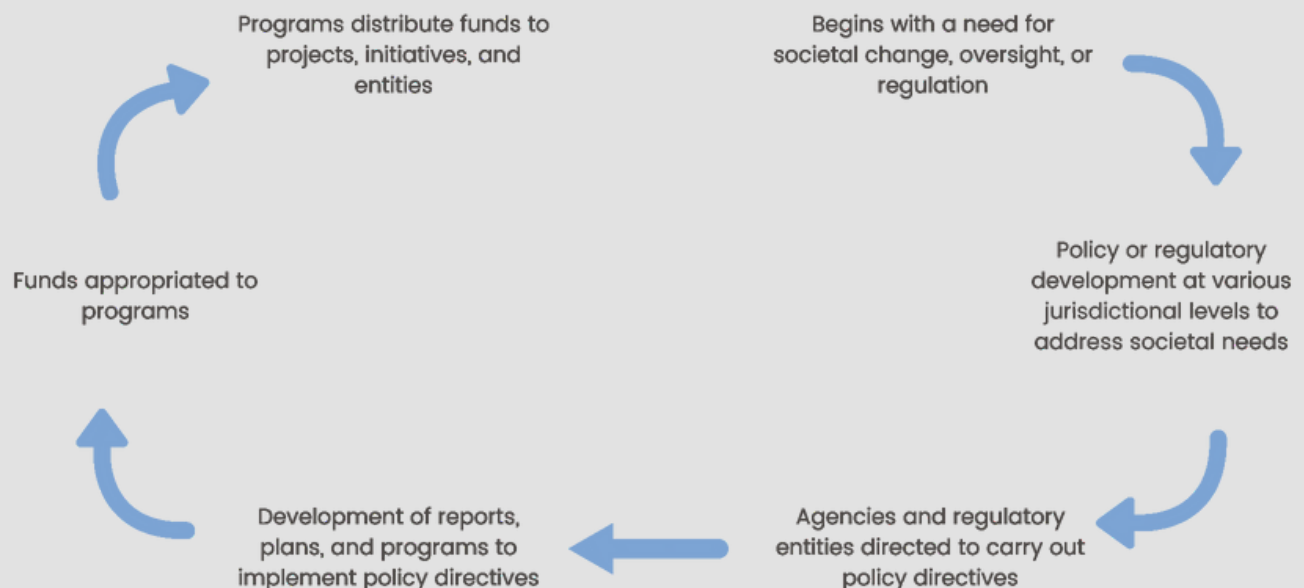 Programs distribute funds to
projects, initiatives, and
entities
Begins with a need for
societal change, oversight, or
regulation
Policy or regulatory
development at various
jurisdictional levels to
address societal needs
Agencies and regulatory
entities directed to carry out
policy directives
Development of reports,
plans, and programs to
implement policy directives
Funds appropriated to
programs